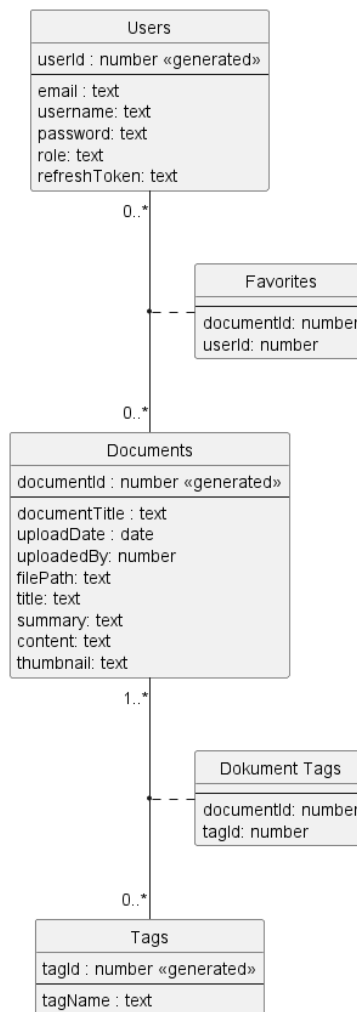 Users
userId : number «generated»
email : text
username: text
password: text
role: text
refreshToken: text
0..*
Favorites
documentId: number
userId: number
0..*
Documents
documentId : number «generated»
documentTitle : text
uploadDate : date
uploadedBy: number
filePath: text
title: text
summary: text
content: text
thumbnail: text
1..*
Dokument Tags
documentId: number
tagId: number
0..*
Tags
tagId : number «generated»
tagName : text